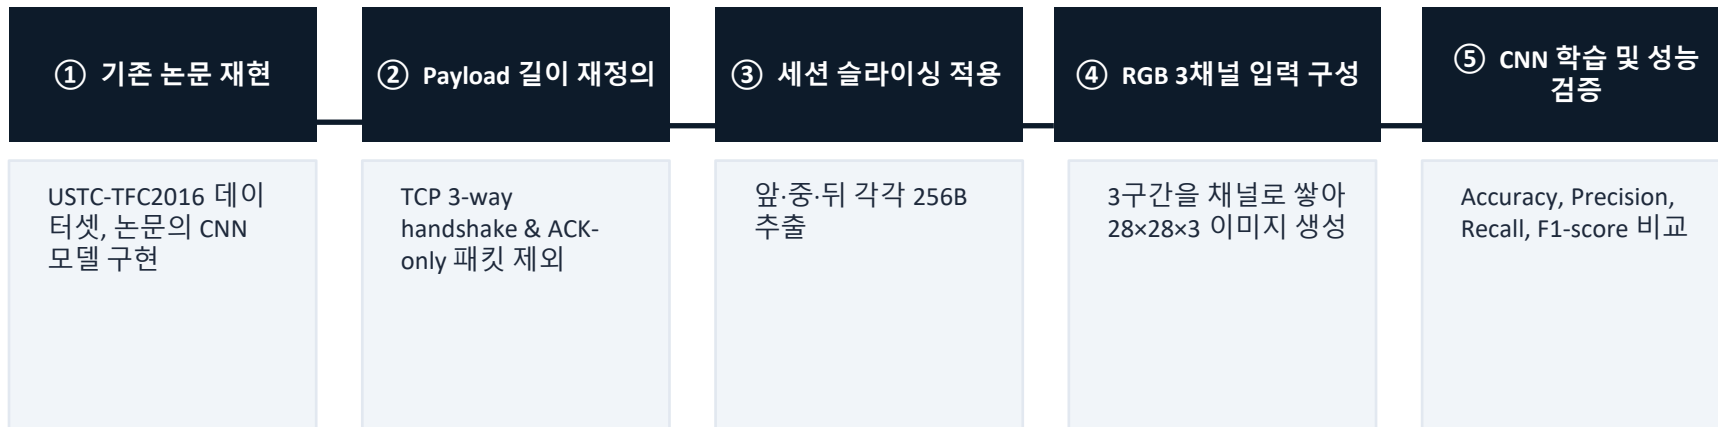 ① 기존 논문 재현
② Payload 길이 재정의
③ 세션 슬라이싱 적용
④ RGB 3채널 입력 구성
⑤ CNN 학습 및 성능
검증
USTC-TFC2016 데이
터셋, 논문의 CNN
모델 구현
TCP 3-way
handshake & ACK-
only 패킷 제외
앞·중·뒤 각각 256B
추출
3구간을 채널로 쌓아
28×28×3 이미지 생성
Accuracy, Precision,
Recall, F1-score 비교